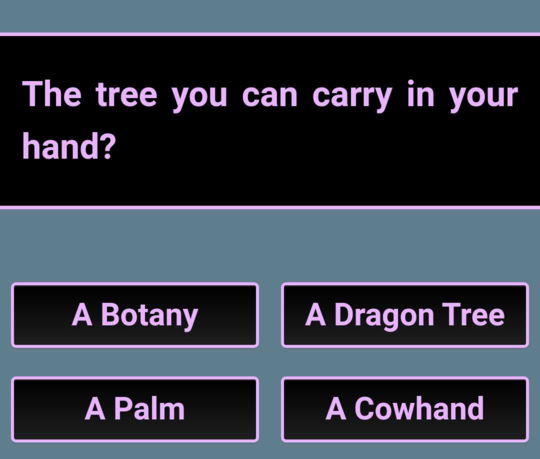 The tree you can carry in your
hand?
A Botany
A Dragon Tree
A Palm
A Cowhand